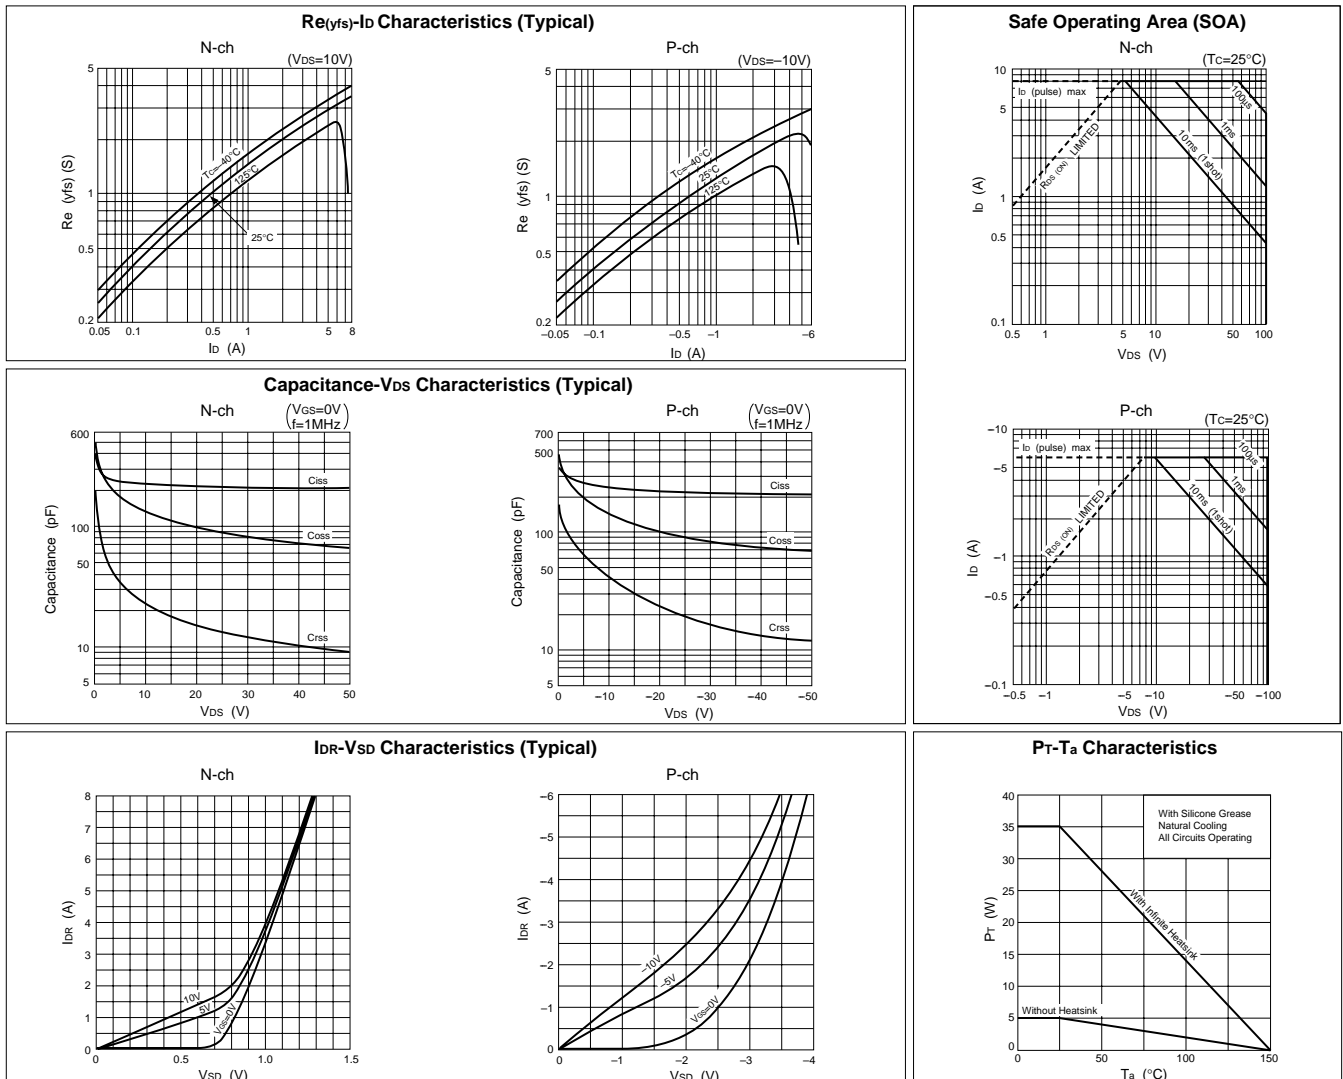 Re(yfs)-ID Characteristics (Typical)
N-ch
(VDS=10V)
5
1
0.5
0.2
Re (yfs) (S)
TC=–40°C
125°C
25°C
0.05 0.1 0.5 1 5 8
ID (A)
P-ch
(VDS=–10V)
5
1
0.5
0.2
Re (yfs) (S)
TC=–40°C
25°C
125°C
–0.05 –0.1 –0.5 –1 –6
ID (A)
Capacitance-VDS Characteristics (Typical)
N-ch
(VGS=0V
f=1MHz)
600
100
50
10
5
Capacitance (pF)
Ciss
Coss
Crss
0 10 20 30 40 50
VDS (V)
P-ch
(VGS=0V
f=1MHz)
700
500
100
50
10
5
Capacitance (pF)
Ciss
Coss
Crss
0 –10 –20 –30 –40 –50
VDS (V)
IDR-VSD Characteristics (Typical)
N-ch
8
7
6
5
4
3
2
1
0
IDR (A)
10V
5V
VGS=0V
0 0.5 1.0 1.5
VSD (V)
P-ch
–6
–5
–4
–3
–2
–1
0
IDR (A)
–10V
–5V
VGS=0V
0 –1 –2 –3 –4
VSD (V)
Safe Operating Area (SOA)
N-ch
(TC=25°C)
10
5
1
0.5
0.1
ID (A)
ID (pulse) max
RDS (ON) LIMITED
100µs
1ms
10ms (1shot)
0.5 1 5 10 50 100
VDS (V)
P-ch
(TC=25°C)
–10
–5
–1
–0.5
–0.1
ID (A)
ID (pulse) max
RDS (ON) LIMITED
100µs
1ms
10ms (1shot)
–0.5 –1 –5 –10 –50 –100
VDS (V)
PT-Ta Characteristics
40
35
30
25
20
15
10
5
0
PT (W)
With Silicone Grease
Natural Cooling
All Circuits Operating
With Infinite Heatsink
Without Heatsink
0 50 100 150
Ta (°C)